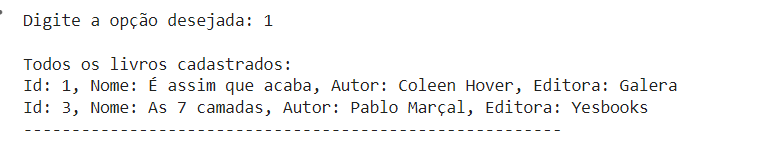 Digite a opção desejada: 1
Todos os livros cadastrados:
Id: 1, Nome: É assim que acaba, Autor: Coleen Hover, Editora: Galera
Id: 3, Nome: As 7 camadas, Autor: Pablo Marçal, Editora: Yesbooks
--------------------------------------------------------